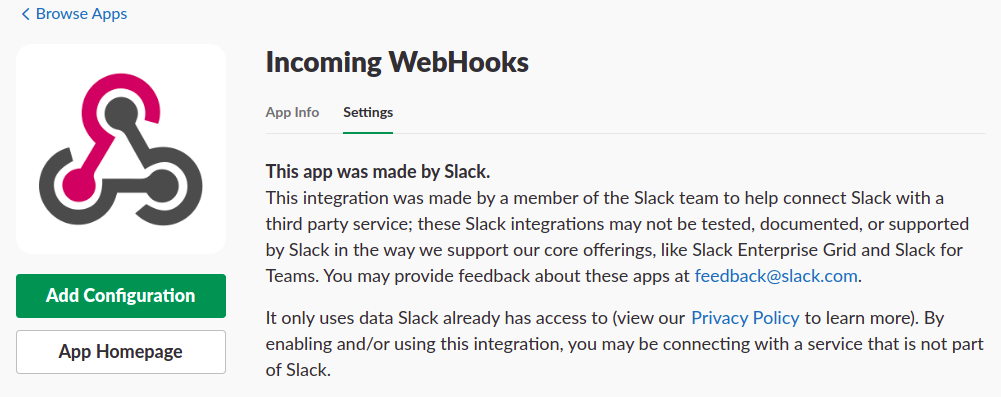 Browse Apps
Incoming WebHooks
App Info
Settings
This app was made by Slack.
This integration was made by a member of the Slack team to help connect Slack with a
third party service; these Slack integrations may not be tested, documented, or supported
by Slack in the way we support our core offerings, like Slack Enterprise Grid and Slack for
Teams. You may provide feedback about these apps at feedback@slack.com.
It only uses data Slack already has access to (view our Privacy Policy to learn more). By
enabling and/or using this integration, you may be connecting with a service that is not part
of Slack.
Add Configuration
App Homepage